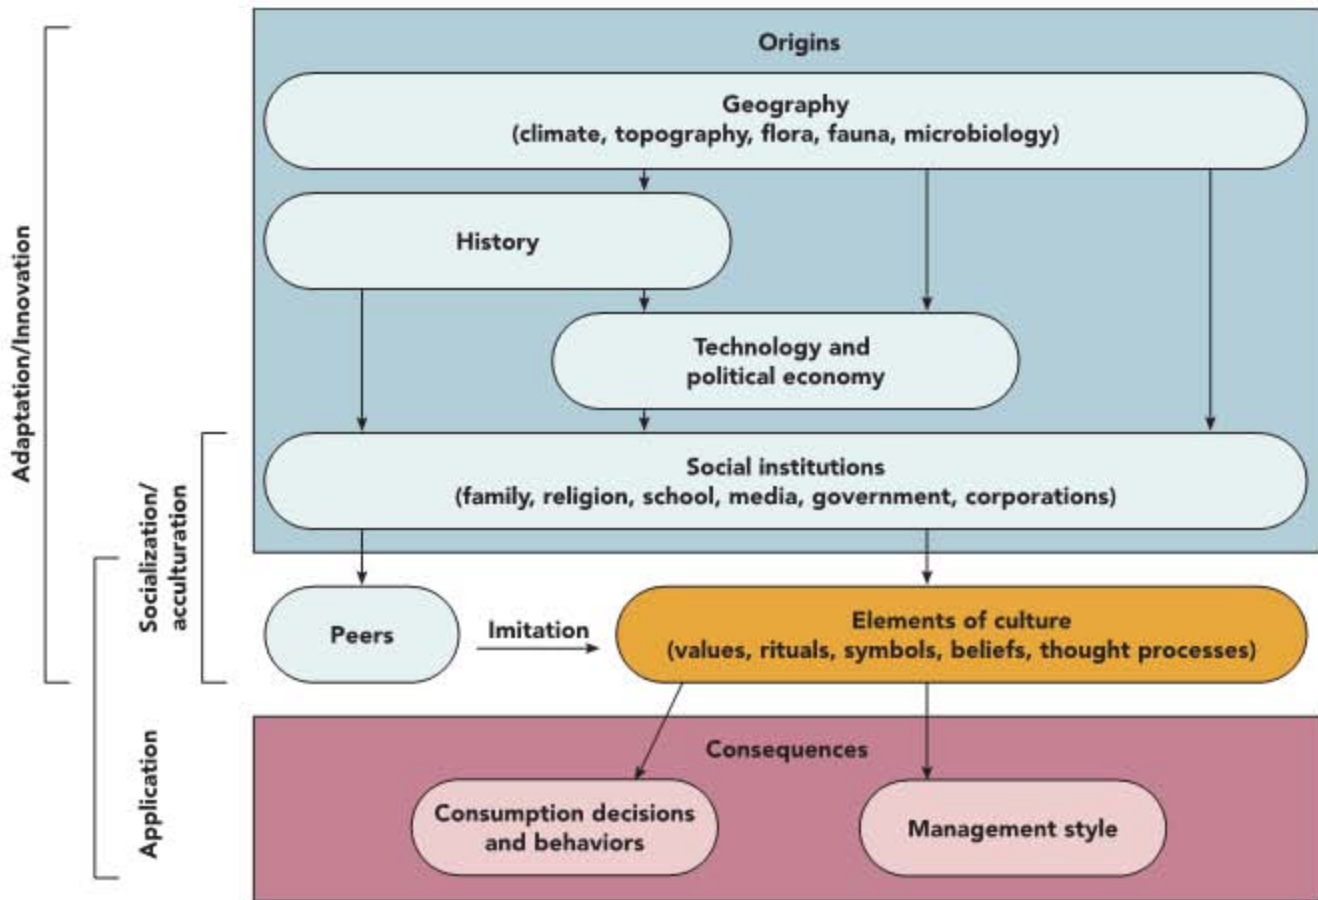 Origins
Geography
(climate, topography, flora, fauna, microbiology)
History
Technology and
political economy
Social institutions
(family, religion, school, media, government, corporations)
Peers
Imitation
Elements of culture
(values, rituals, symbols, beliefs, thought processes)
Consequences
Consumption decisions
and behaviors
Management style
Adaptation/Innovation
Socialization/
acculturation
Application